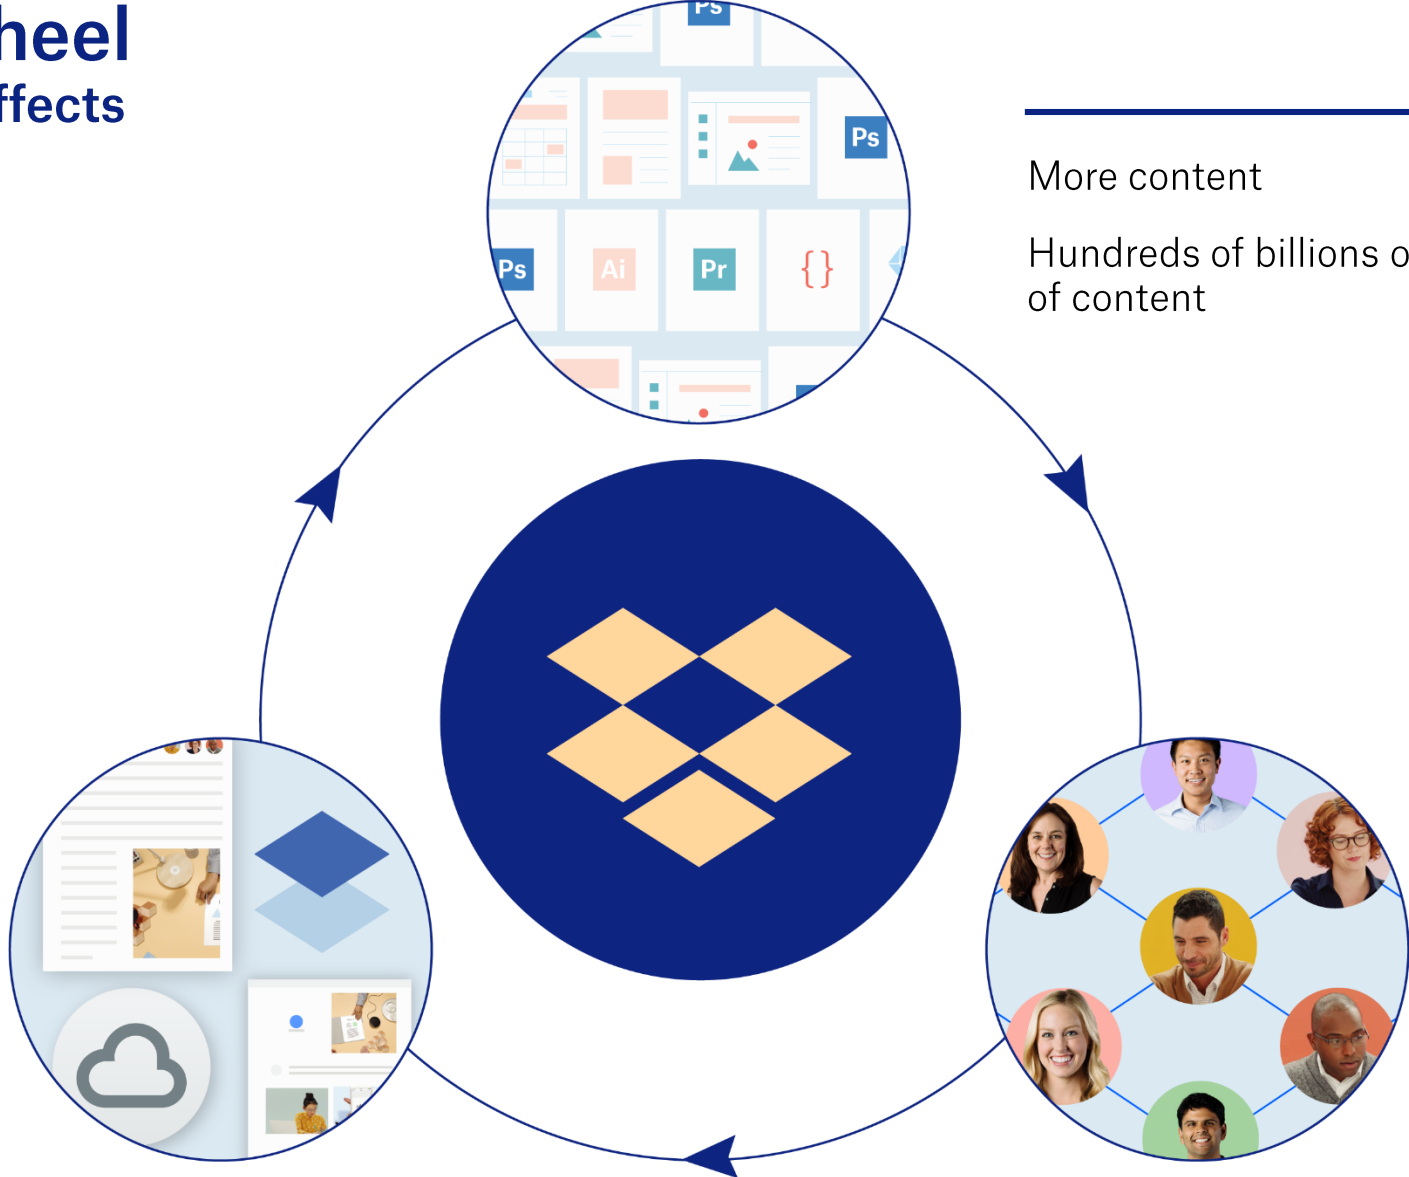 heel
ffects
More content
Hundreds of billions o
of content
Ps
Ps
Ps
Ai
Pr
{}